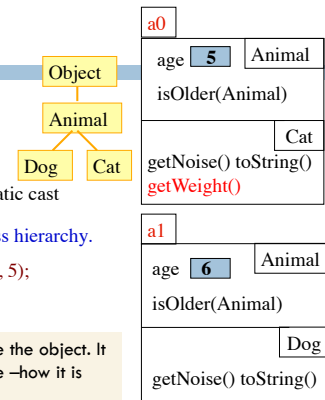 Object
Animal
Dog Cat
atic cast
ss hierarchy.
, 5);
e the object. It
e –how it is
a0
age 5 Animal
isOlder(Animal)
Cat
getNoise() toString()
getWeight()
a1
age 6 Animal
isOlder(Animal)
Dog
getNoise() toString()